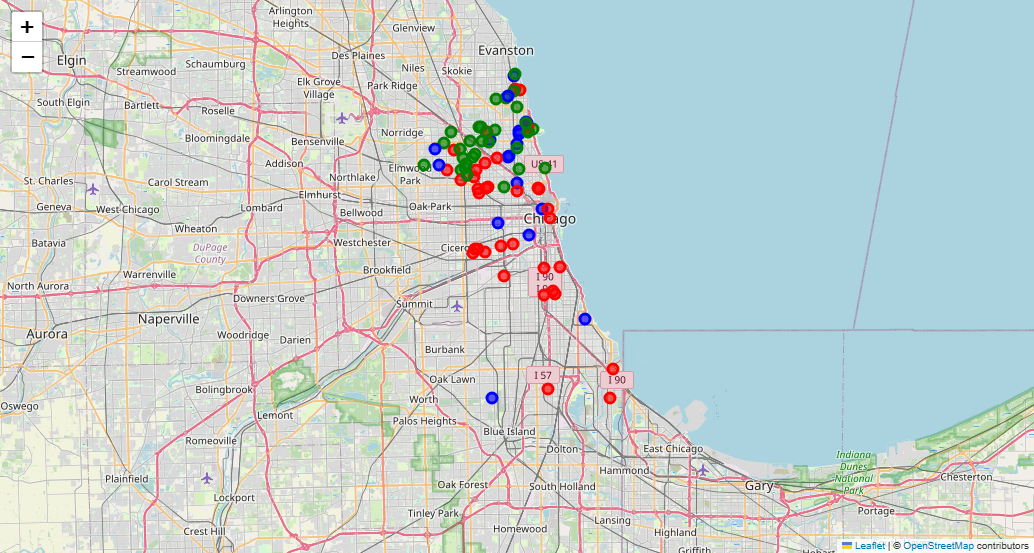 +
−
Arlington
Heights
Glenview
Evanston
Elgin
Des Plaines
Schaumburg
Niles
Skokie
Streamwood
Elk Grove
Village
Park Ridge
South Elgin
Bartlett
Roselle
Norridge
Bloomingdale
Bensenville
Addison
Elmwood
Park
US 41
St. Charles
Carol Stream
Northlake
Elmhurst
Oak Park
Geneva
West Chicago
Lombard
Bellwood
Chicago
Wheaton
Batavia
DuPage
County
Westchester
Cicero
Warrenville
Brookfield
I 90
North Aurora
Downers Grove
Summit
Naperville
Aurora
Woodridge
Darien
Burbank
Oak Lawn
I 57
I 90
Bolingbrook
Worth
Oswego
Lemont
Palos Heights
Blue Island
Romeoville
Dolton
East Chicago
Indiana
Dunes
National
Park
Hammond
Plainfield
Chesterton
Oak Forest
South Holland
Gary
Lockport
Portage
Tinley Park
Lansing
Crest Hill
Homewood
Highland
Griffith
Leaflet | © OpenStreetMap contributors